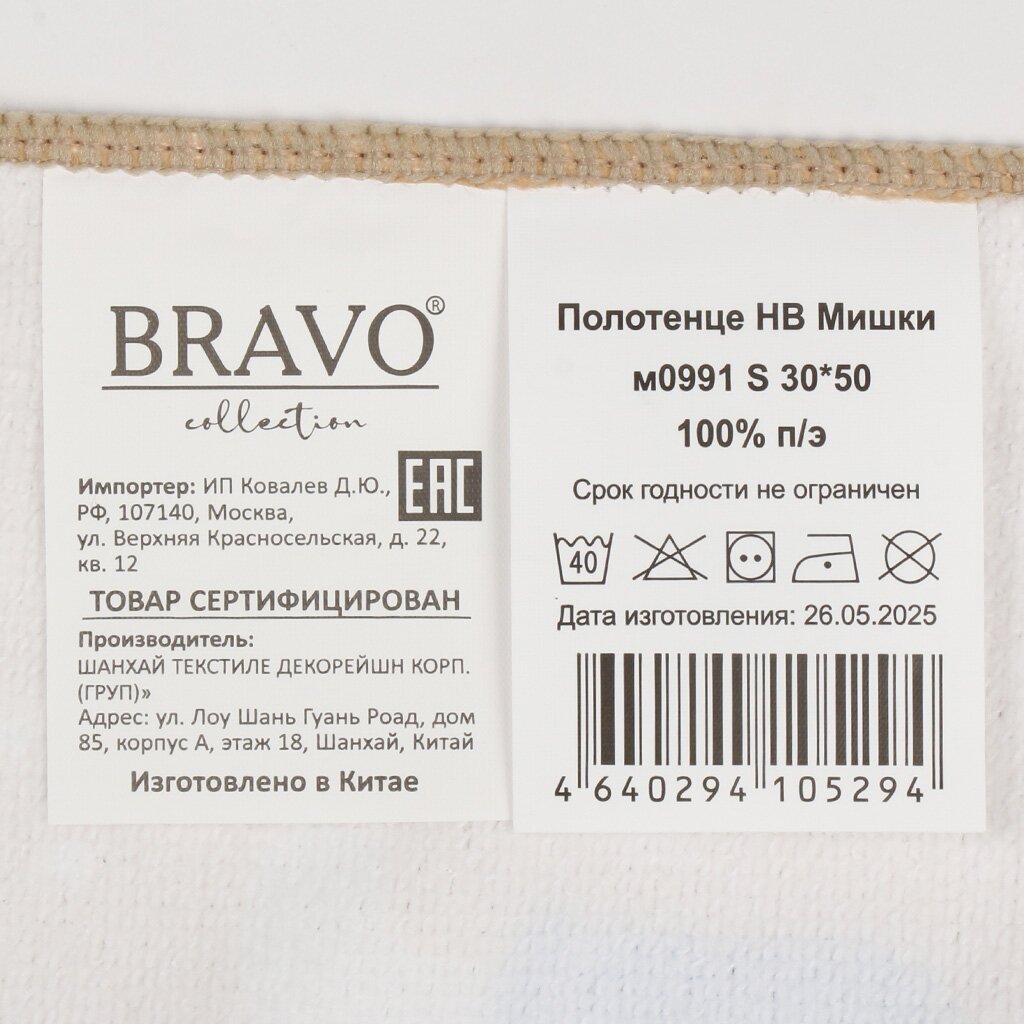 BRAVO®
collection
Импортер: ИП Ковалев Д.Ю.,
РФ, 107140, Москва,
ул. Верхняя Красносельская, д. 22,
кв. 12
EAC
ТОВАР СЕРТИФИЦИРОВАН
Производитель:
ШАНХАЙ ТЕКСТИЛЕ ДЕКОРЕЙШН КОРП.
(ГРУП)»
Адрес: ул. Лоу Шань Гуань Роад, дом
85, корпус А, этаж 18, Шанхай, Китай
Изготовлено в Китае
Полотенце НВ Мишки
м0991 S 30*50
100% п/э
Срок годности не ограничен
40
Дата изготовления: 26.05.2025
4 640294 105294